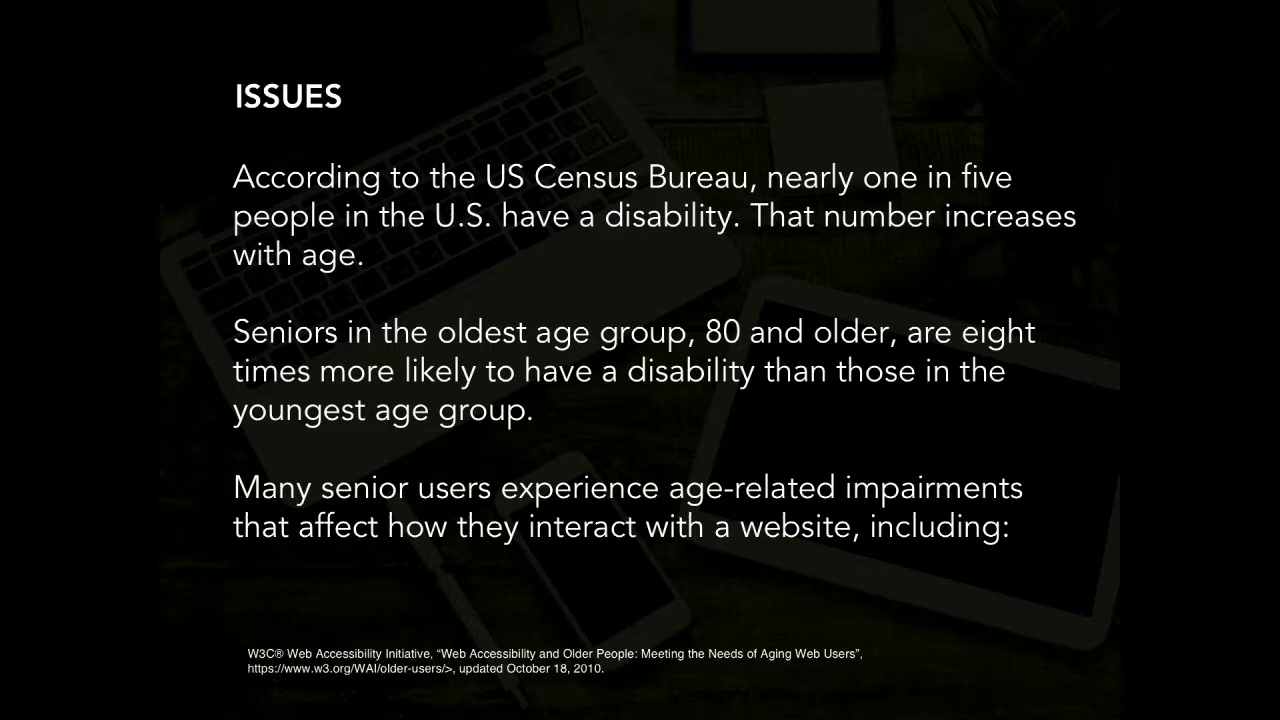 ISSUES
According to the US Census Bureau, nearly one in five
people in the U.S. have a disability. That number increases
with age.
Seniors in the oldest age group, 80 and older, are eight
times more likely to have a disability than those in the
youngest age group.
Many senior users experience age-related impairments
that affect how they interact with a website, including:
W3C® Web Accessibility Initiative, “Web Accessibility and Older People: Meeting the Needs of Aging Web Users”,
https://www.w3.org/WAI/older-users/>, updated October 18, 2010.